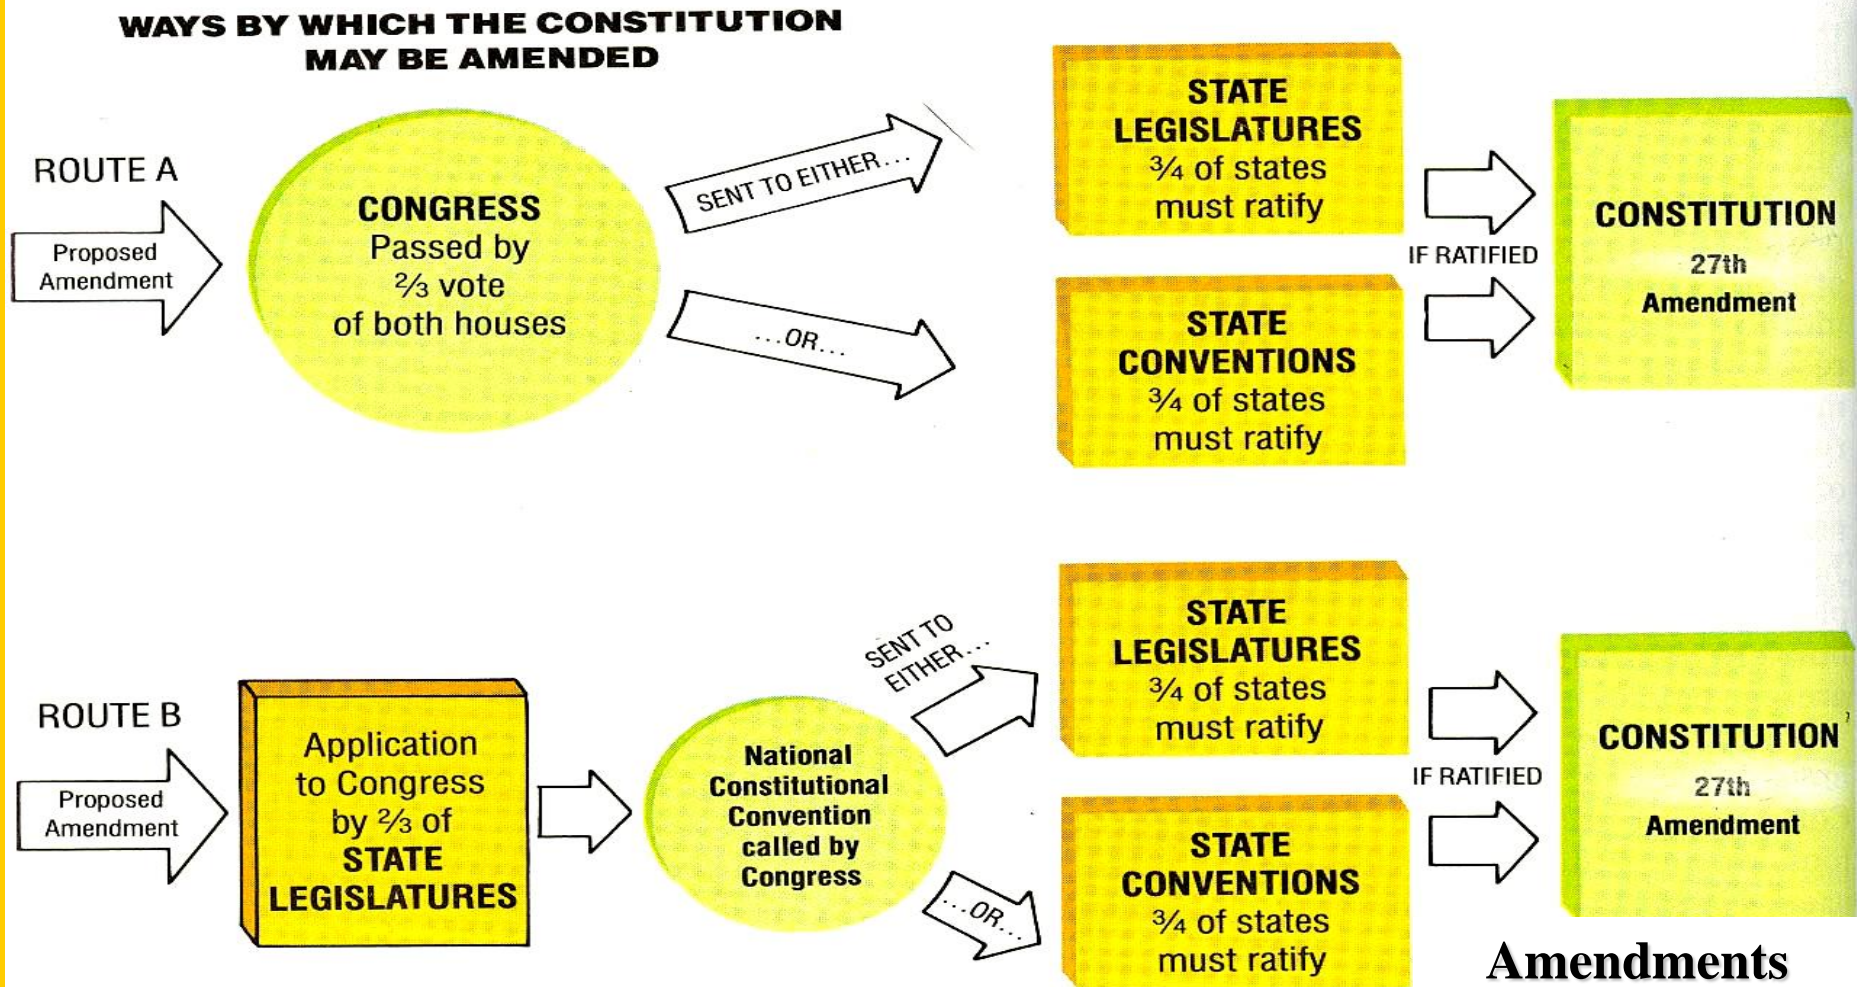 WAYS BY WHICH THE CONSTITUTION
MAY BE AMENDED
ROUTE A
Proposed
Amendment
CONGRESS
Passed by
⅔ vote
of both houses
SENT TO EITHER...
...OR...
STATE
LEGISLATURES
¾ of states
must ratify
STATE
CONVENTIONS
¾ of states
must ratify
IF RATIFIED
CONSTITUTION
27th
Amendment
ROUTE B
Proposed
Amendment
Application
to Congress
by ⅔ of
STATE
LEGISLATURES
National
Constitutional
Convention
called by
Congress
SENT TO
EITHER...
...OR...
STATE
LEGISLATURES
¾ of states
must ratify
STATE
CONVENTIONS
¾ of states
must ratify
IF RATIFIED
CONSTITUTION
27th
Amendment
Amendments